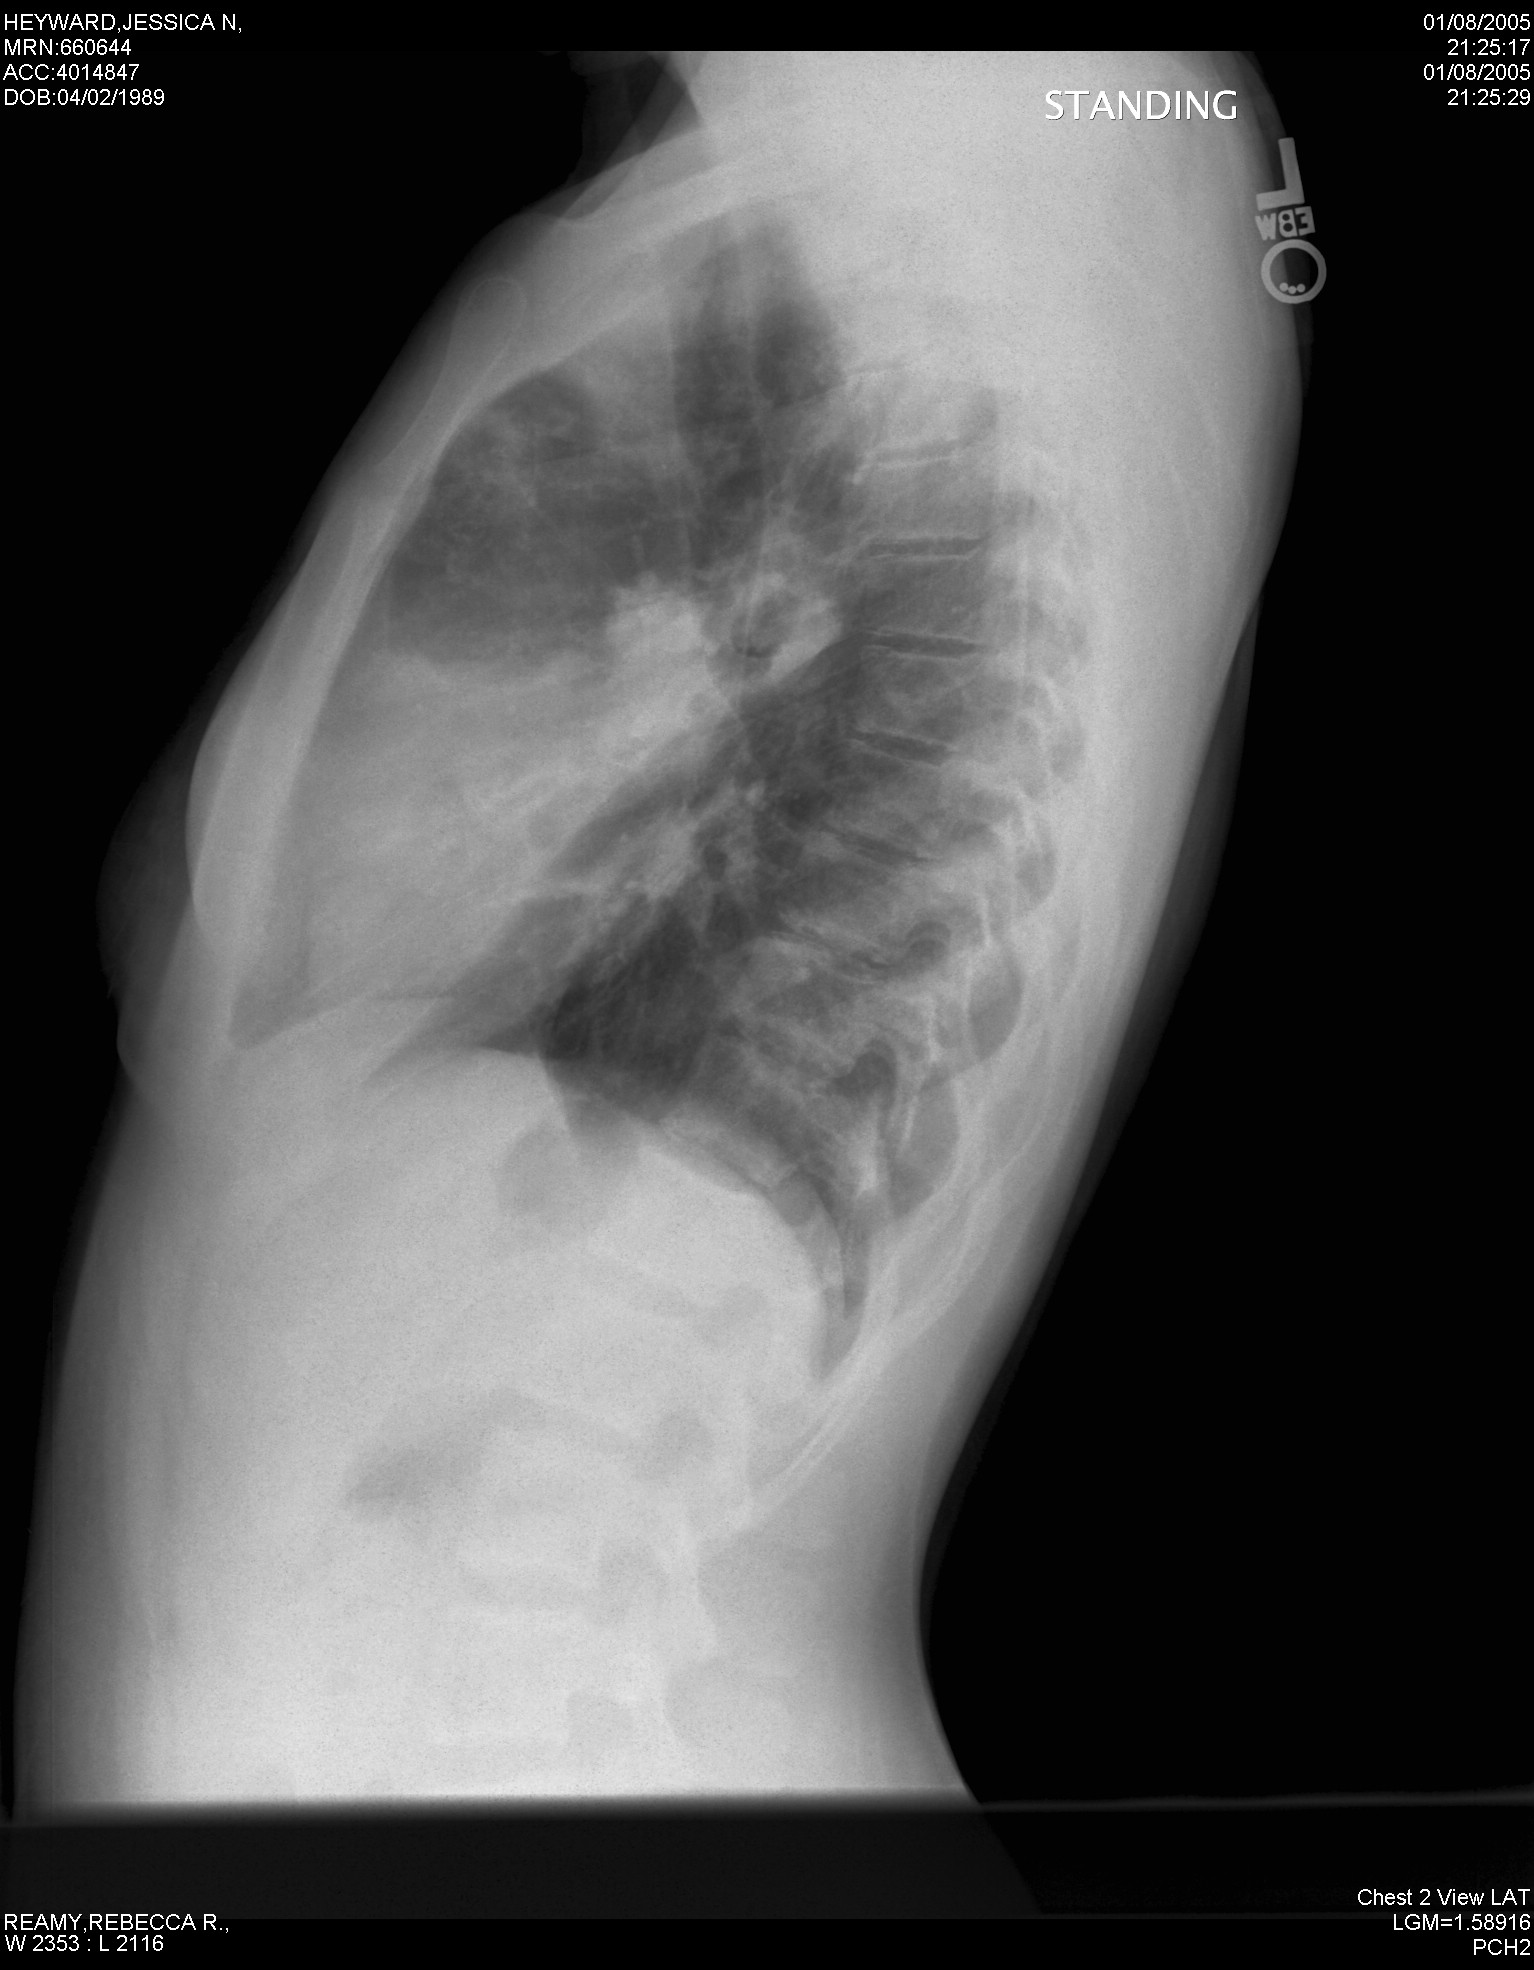 HEYWARD,JESSICA N,
MRN:660644
ACC:4014847
DOB:04/02/1989
01/08/2005
21:25:17
01/08/2005
21:25:29
STANDING
L
EBW
REAMY,REBECCA R.,
W 2353 : L 2116
Chest 2 View LAT
LGM=1.58916
PCH2